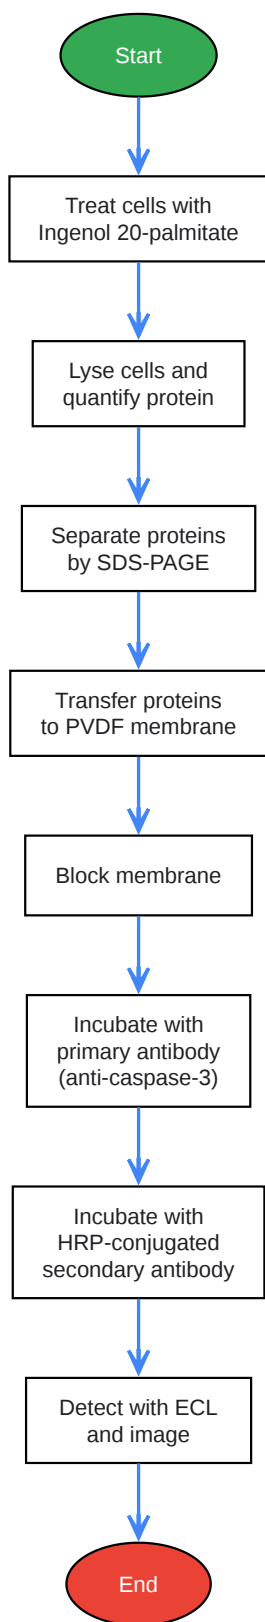 Start
Treat cells with
Ingenol 20-palmitate
Lyse cells and
quantify protein
Separate proteins
by SDS-PAGE
Transfer proteins
to PVDF membrane
Block membrane
Incubate with
primary antibody
(anti-caspase-3)
Incubate with
HRP-conjugated
secondary antibody
Detect with ECL
and image
End